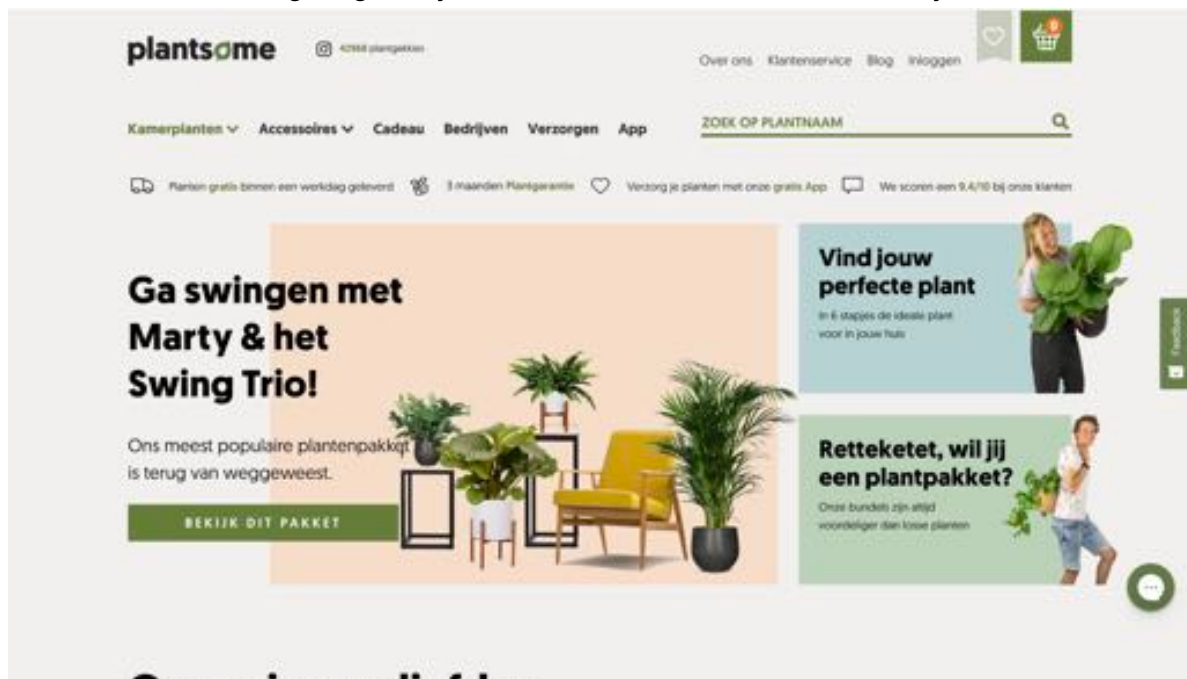 plantsome
42968 plantgekkies
Over ons Klantenservice Blog Inloggen
0
Kamerplanten Accessoires Cadeau Bedrijven Verzorgen App
ZOEK OP PLANTNAAM
Planten gratis binnen een werkdag geleverd 3 maanden Plantgarantie Verzorg je planten met onze gratis App We scoren een 9.4/10 bij onze klanten
Ga swingen met
Marty & het
Swing Trio!
Ons meest populaire plantenpakket
is terug van weggeweest.
BEKIJK DIT PAKKET
Vind jouw
perfecte plant
In 6 stapjes de ideale plant
voor in jouw huis
Retteketet, wil jij
een plantpakket?
Onze bundels zijn altijd
voordeliger dan losse planten
Feedback